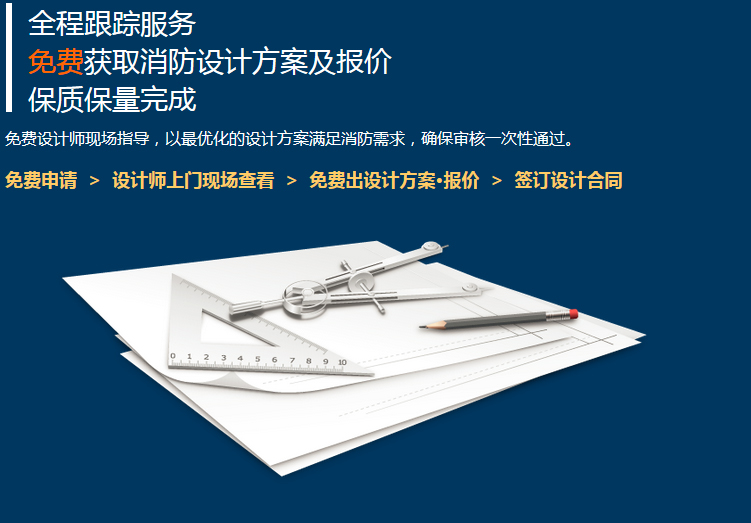 全程跟踪服务
免费获取消防设计方案及报价
保质保量完成
免费设计师现场指导，以最优化的设计方案满足消防需求，确保审核一次性通过。
免费申请 > 设计师上门现场查看 > 免费出设计方案·报价 > 签订设计合同
0 1 2 3 4 5 6 7 8 9 10